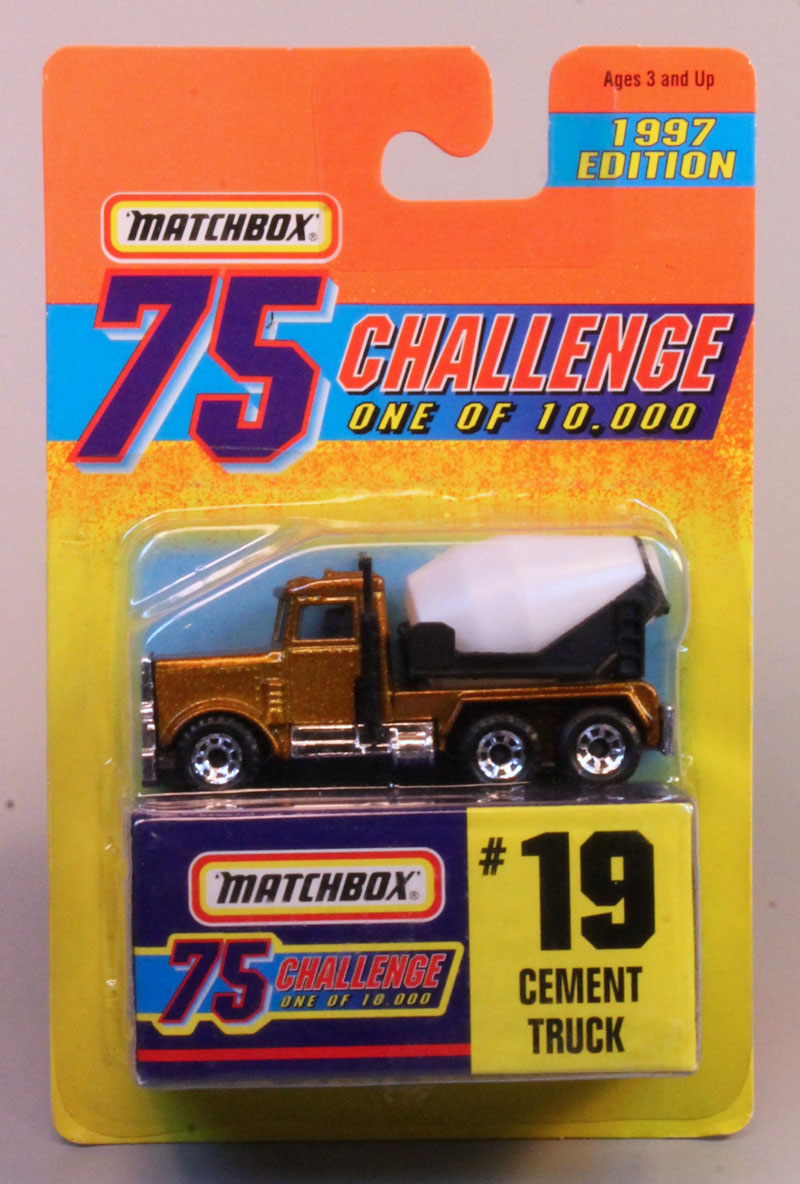 Ages 3 and Up
1997
EDITION
"MATCHBOX"®
75 CHALLENGE
ONE OF 10,000
"MATCHBOX"®
75 CHALLENGE
ONE OF 10,000
#19
CEMENT
TRUCK